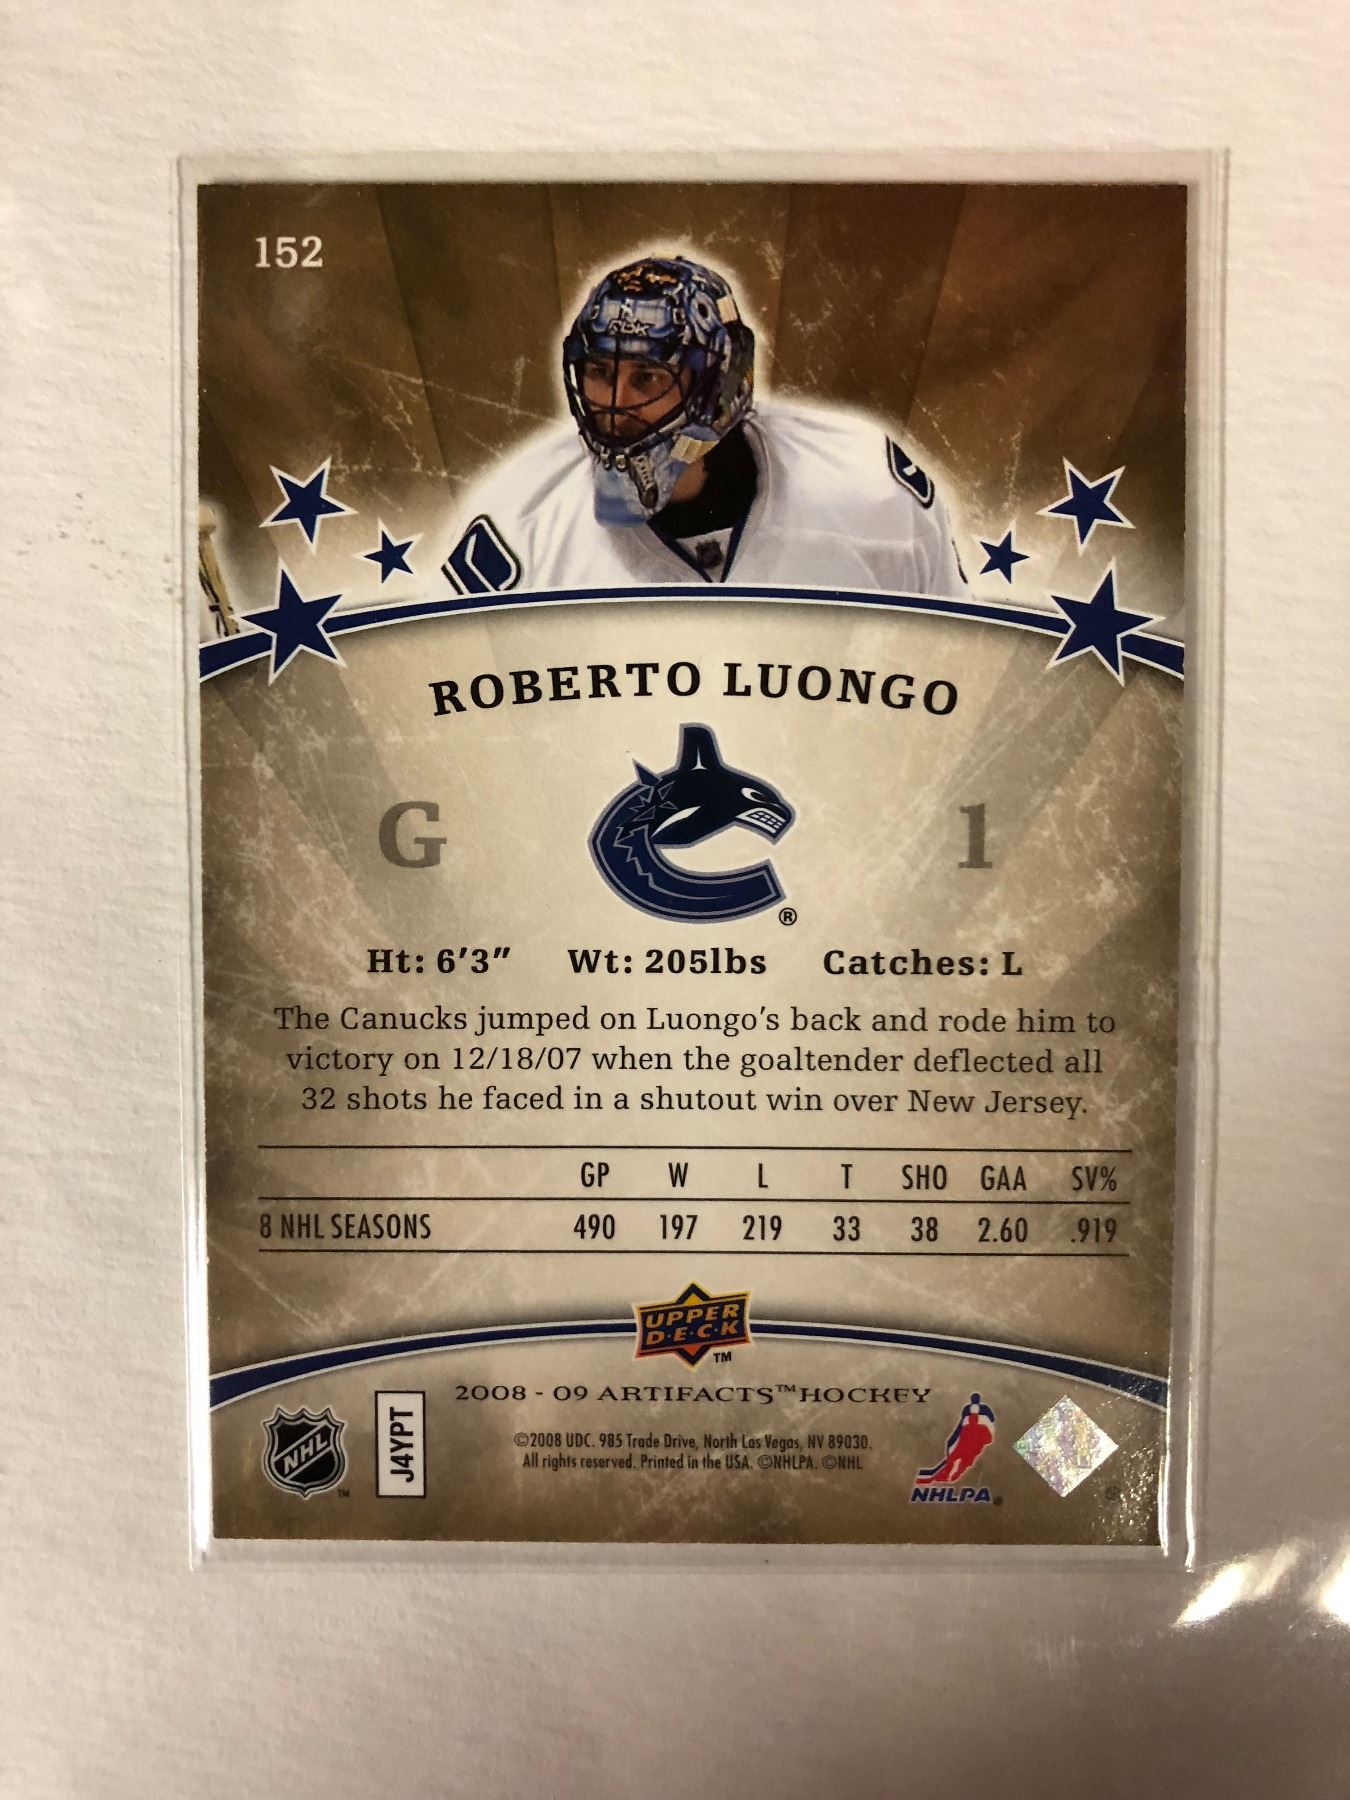 152
RBK
ROBERTO LUONGO
G 1
®
Ht: 6'3" Wt: 205lbs Catches: L
The Canucks jumped on Luongo's back and rode him to
victory on 12/18/07 when the goaltender deflected all
32 shots he faced in a shutout win over New Jersey.
GP W L T SHO GAA SV%
8 NHL SEASONS 490 197 219 33 38 2.60 .919
UPPER
D·E·C·K
TM
2008 - 09 ARTIFACTS™ HOCKEY
©2008 UDC. 985 Trade Drive, North Las Vegas, NV 89030.
All rights reserved. Printed in the USA. ©NHLPA. ©NHL
NHL
TM
J4YPT
NHLPA®